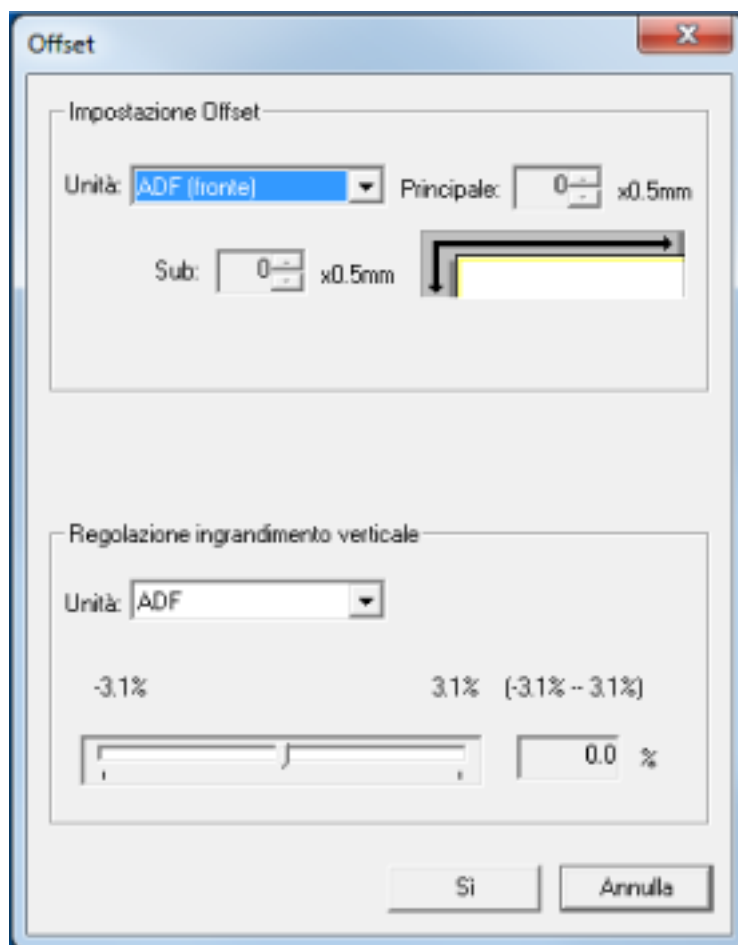 Offset
Impostazione Offset
Unità: ADF (fronte) Principale: 0 x0.5mm
Sub: 0 x0.5mm
Regolazione ingrandimento verticale
Unità: ADF
-3.1% 3.1% (-3.1% -- 3.1%)
0.0 %
Sì Annulla